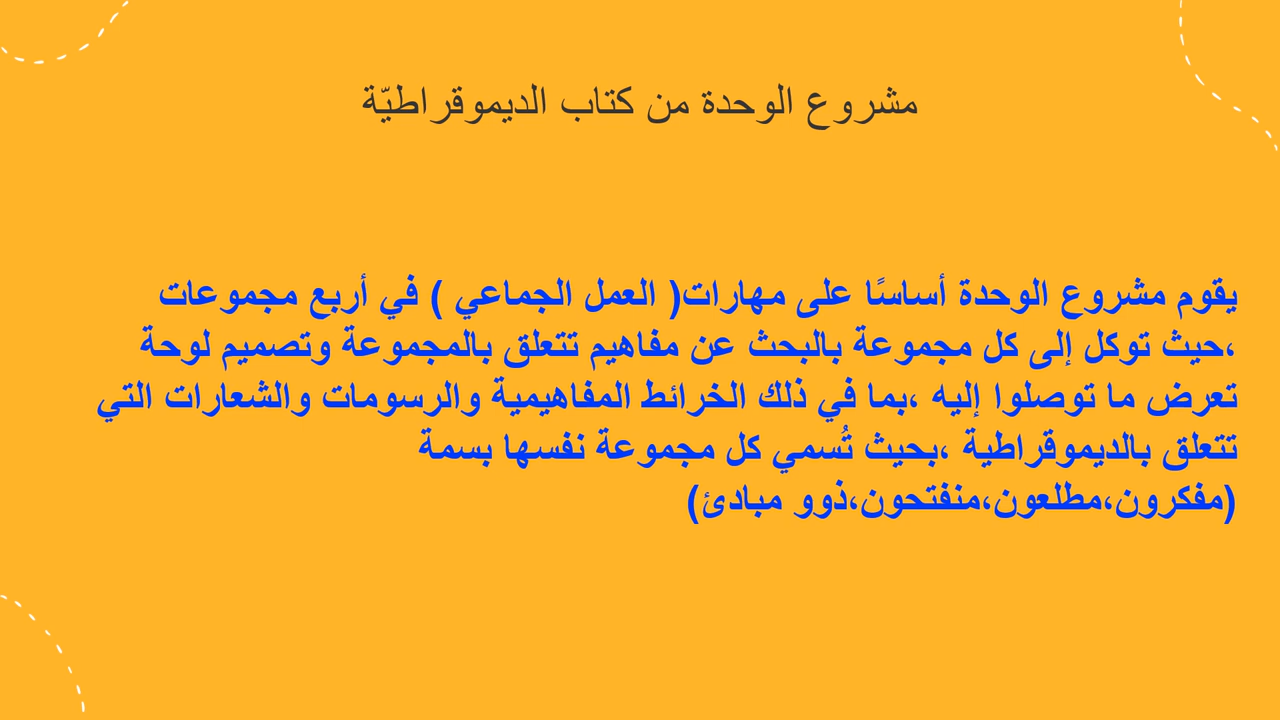 مشروع الوحدة من كتاب الديموقراطيّة
يقوم مشروع الوحدة أساسًا على مهارات( العمل الجماعي ) في أربع مجموعات
،حيث توكل إلى كل مجموعة بالبحث عن مفاهيم تتعلق بالمجموعة وتصميم لوحة
تعرض ما توصلوا إليه ،بما في ذلك الخرائط المفاهيمية والرسومات والشعارات التي
تتعلق بالديموقراطية ،بحيث تُسمي كل مجموعة نفسها بسمة
(مفكرون،مطلعون،منفتحون،ذوو مبادئ)